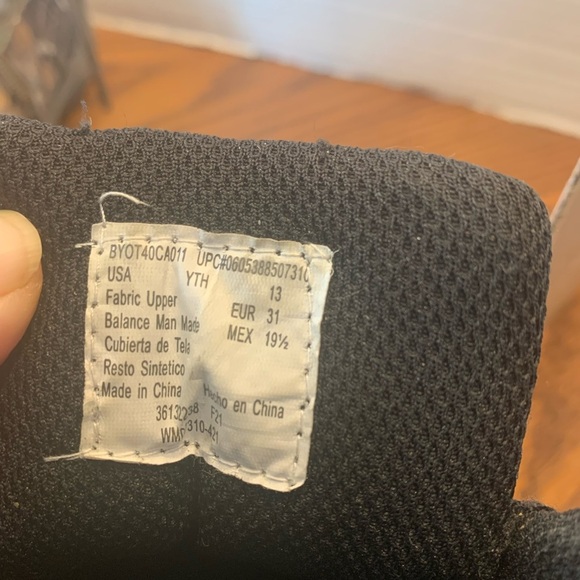 BYOT40CA011 UPC#060538850731
USA YTH 13
Fabric Upper EUR 31
Balance Man Made MEX 19½
Cubierta de Tela
Resto Sintetico
Made in China Hecho en China
F21